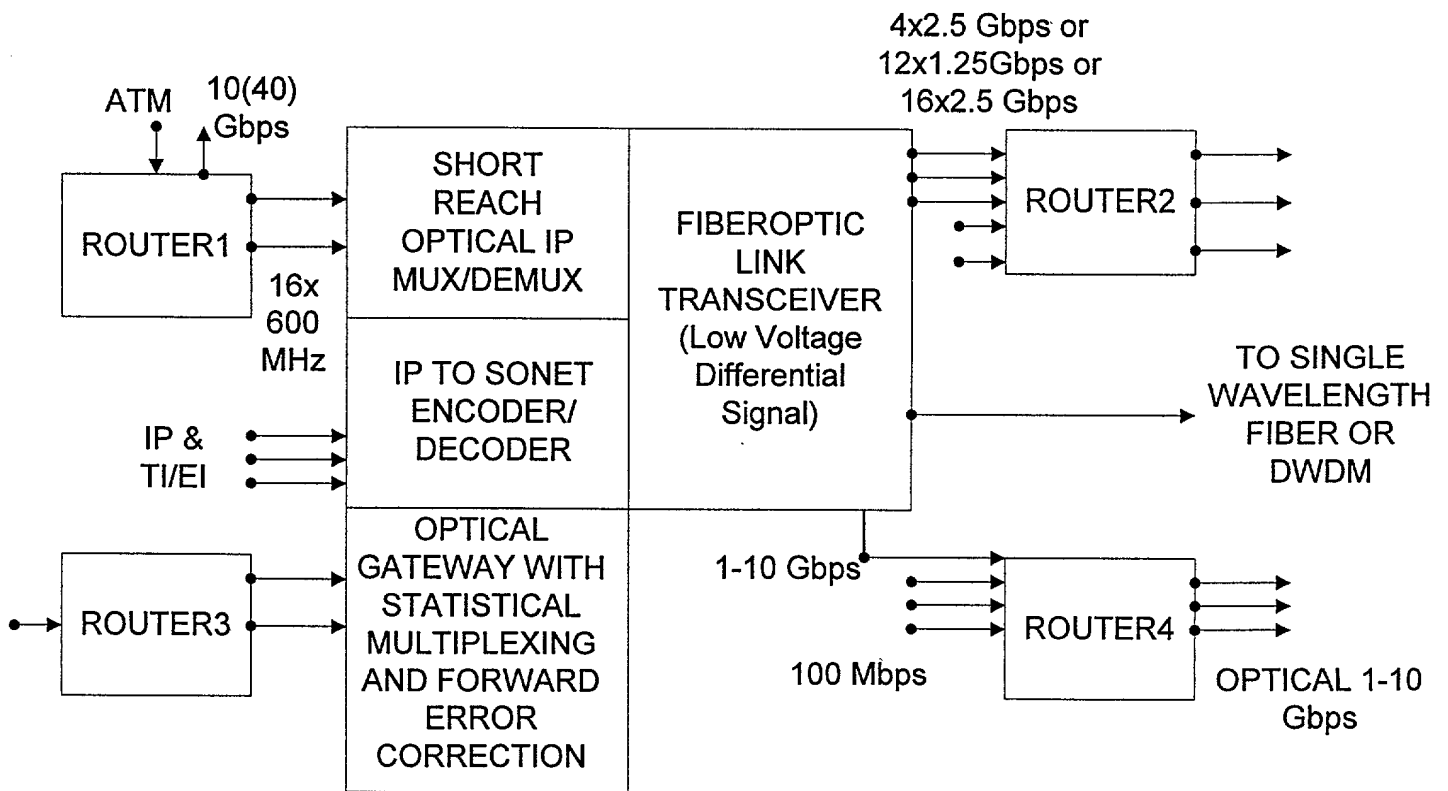 4x2.5 Gbps or
12x1.25Gbps or
16x2.5 Gbps
ATM
10(40)
Gbps
ROUTER1
16x
600
MHz
SHORT
REACH
OPTICAL IP
MUX/DEMUX
FIBEROPTIC
LINK
TRANSCEIVER
(Low Voltage
Differential
Signal)
ROUTER2
IP TO SONET
ENCODER/
DECODER
IP &
TI/EI
TO SINGLE
WAVELENGTH
FIBER OR
DWDM
ROUTER3
OPTICAL
GATEWAY WITH
STATISTICAL
MULTIPLEXING
AND FORWARD
ERROR
CORRECTION
1-10 Gbps
100 Mbps
ROUTER4
OPTICAL 1-10
Gbps